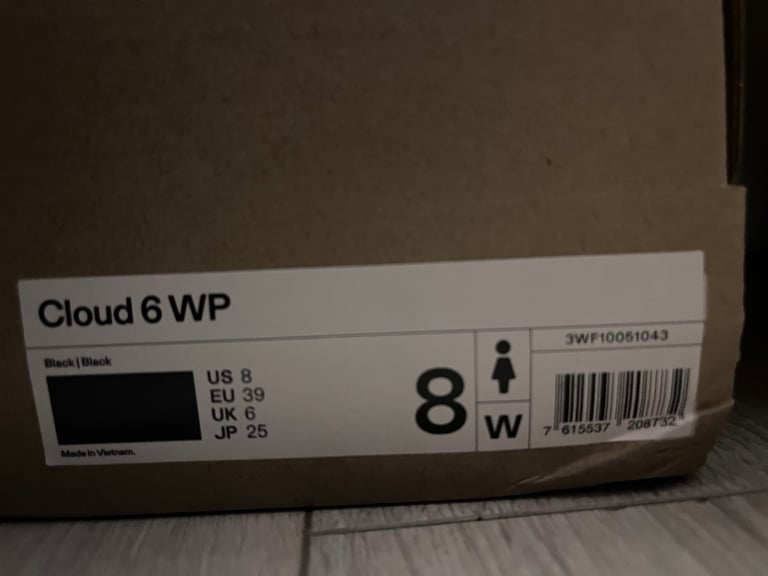 Cloud 6 WP
Black | Black
US 8
EU 39
UK 6
JP 25
Made in Vietnam.
8
W
3WF10051043
7 615537 208732